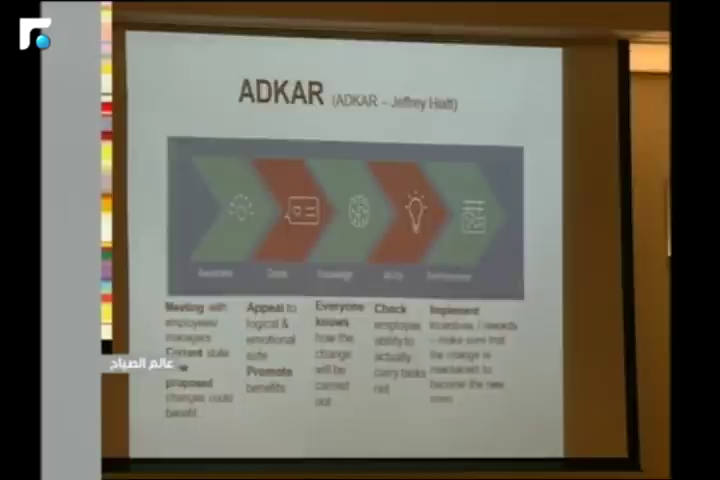 ADKAR (ADKAR – Jeffrey Hiatt)
Awareness
Knowledge
Ability
Meeting with
employees/
managers
Current state
proposed
changes could
benefit
Appeal to
logical &
emotional
side
Promote
benefits
Everyone
knows
how the
change
will be
carried
out
Check
employee
ability to
actually
carry tasks
out
Implement
incentives / rewards
– make sure that
the change is
maintained to
become the new
عالم الصباح